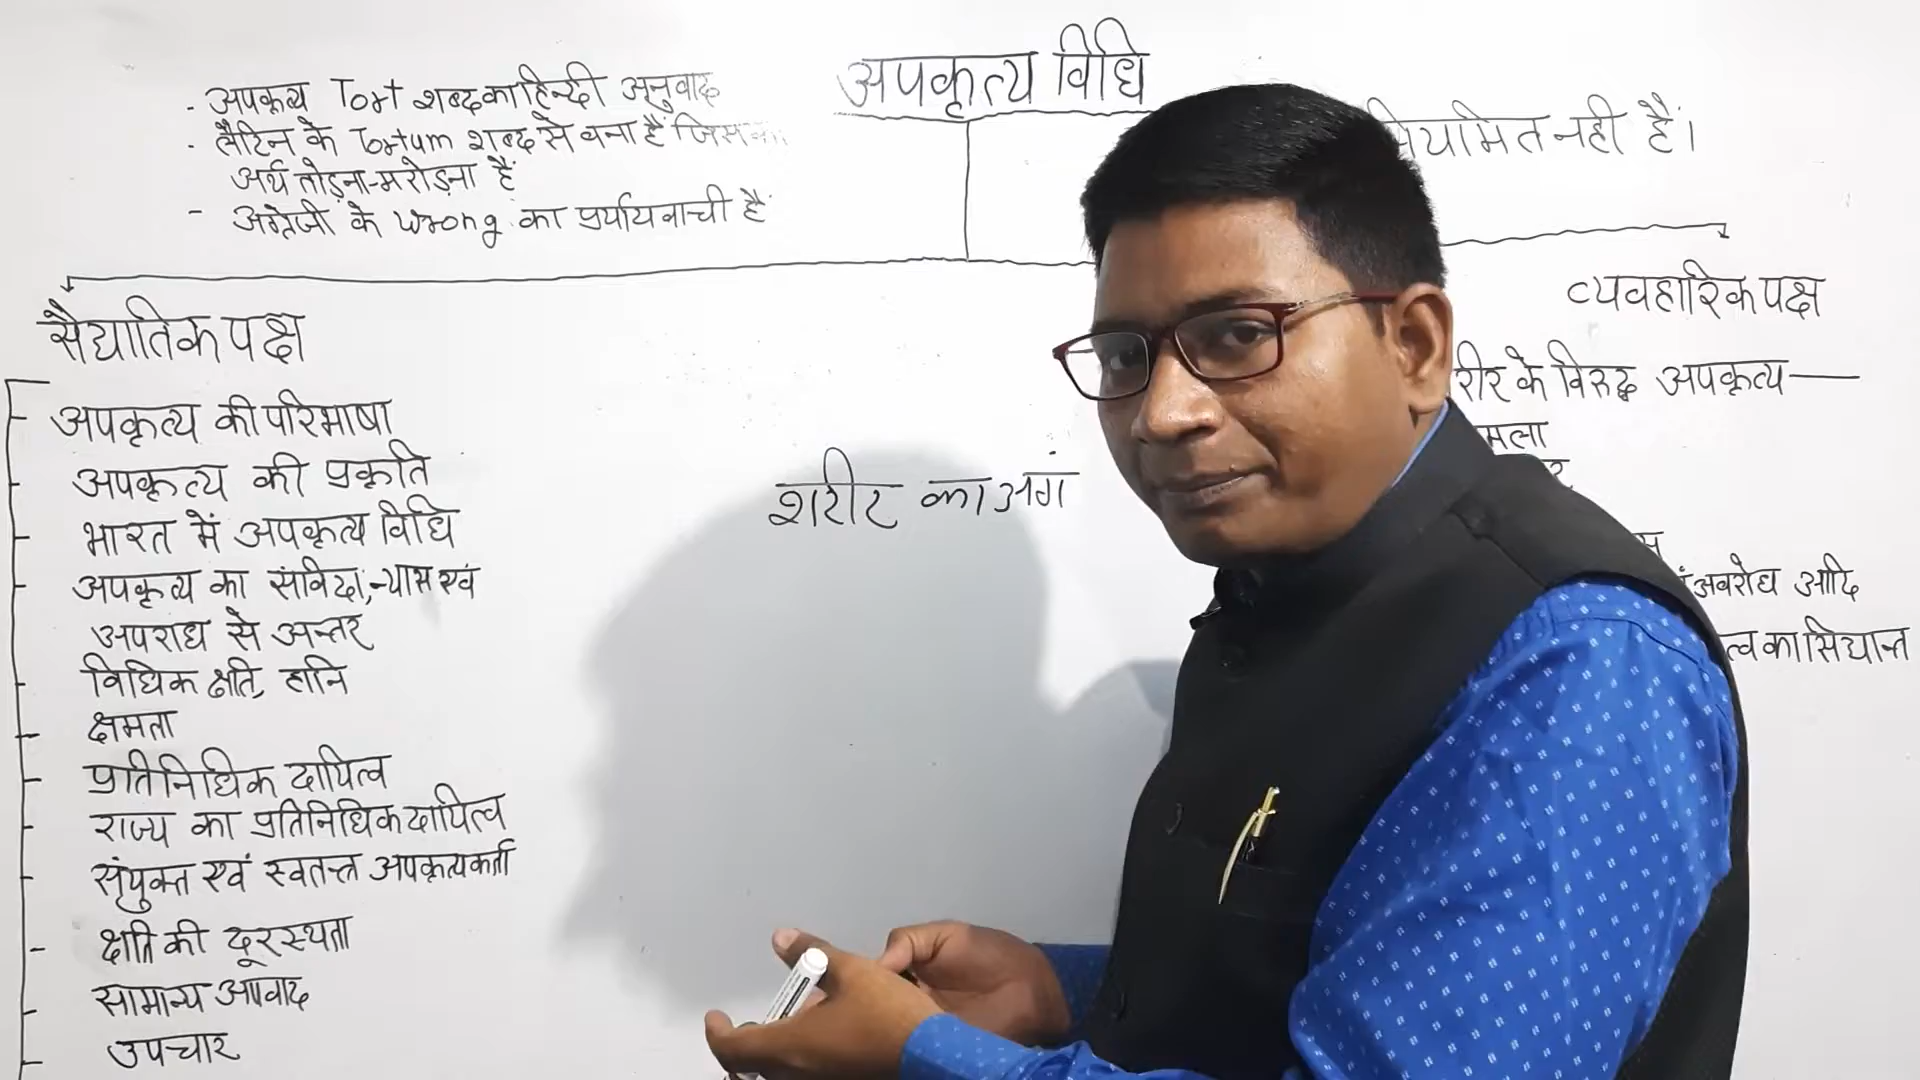 अपकृत्य विधि
- अपकृत्य Tort शब्द का हिन्दी अनुवाद
- लैटिन के Tortum शब्द से बना है जिसका
अर्थ तोड़ना-मरोड़ना है
- अंग्रेजी के wrong का पर्यायवाची है
नियमित नही है।
सैद्यातिक पक्ष
अपकृत्य की परिभाषा
अपकृत्य की प्रकृति
भारत में अपकृत्य विधि
अपकृत्य का संविदा, न्यास एवं
अपराध से अन्तर
विधिक क्षति, हानि
क्षमता
प्रतिनिधिक दायित्व
राज्य का प्रतिनिधिक दायित्व
संयुक्त एवं स्वतन्त्र अपकृत्यकर्ता
क्षति की दूरस्थता
सामान्य अपवाद
उपचार
शरीर का अगं
व्यवहारिक पक्ष
रीर के विरुद्ध अपकृत्य—
मला
अवरोध आदि
त्व का सिद्यान्त